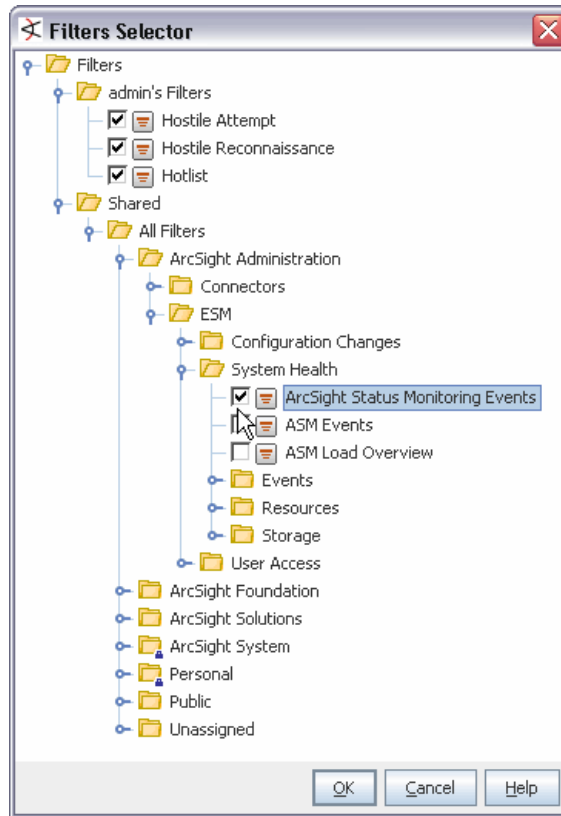 Filters Selector
Filters
admin's Filters
Hostile Attempt
Hostile Reconnaissance
Hotlist
Shared
All Filters
ArcSight Administration
Connectors
ESM
Configuration Changes
System Health
ArcSight Status Monitoring Events
ASM Events
ASM Load Overview
Events
Resources
Storage
User Access
ArcSight Foundation
ArcSight Solutions
ArcSight System
Personal
Public
Unassigned
OK Cancel Help